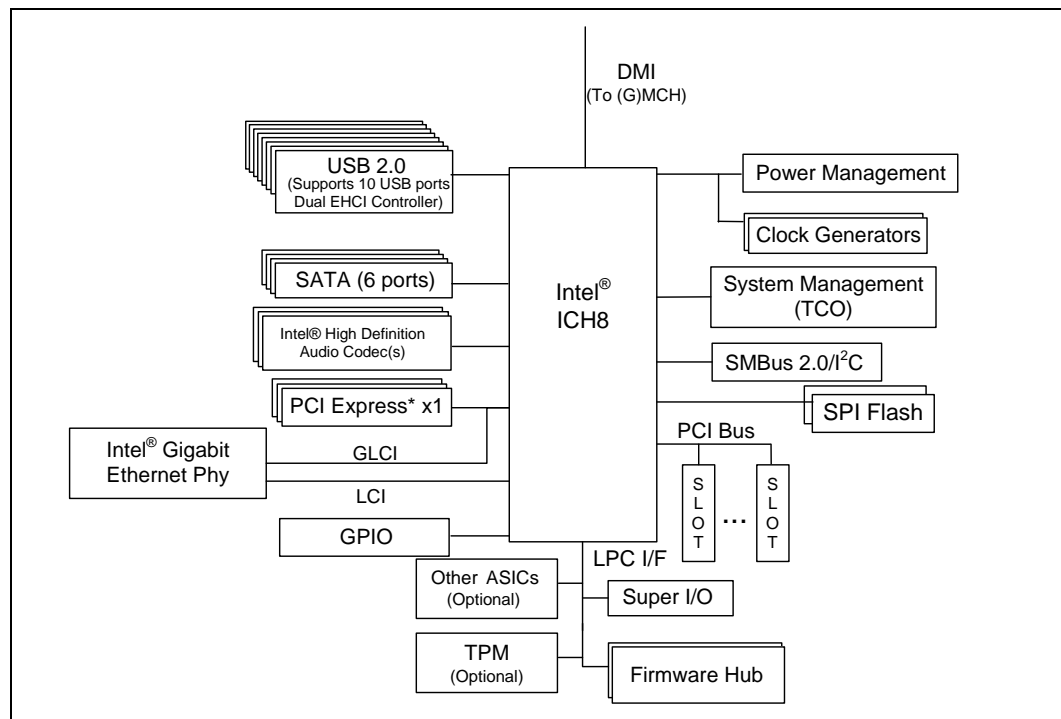 DMI
(To (G)MCH)
USB 2.0
(Supports 10 USB ports
Dual EHCI Controller)
Power Management
Clock Generators
SATA (6 ports)
Intel®
ICH8
System Management
(TCO)
Intel® High Definition
Audio Codec(s)
SMBus 2.0/I²C
PCI Express* x1
SPI Flash
Intel® Gigabit
Ethernet Phy
GLCI
LCI
PCI Bus
SLOT
...
SLOT
GPIO
LPC I/F
Other ASICs
(Optional)
Super I/O
TPM
(Optional)
Firmware Hub